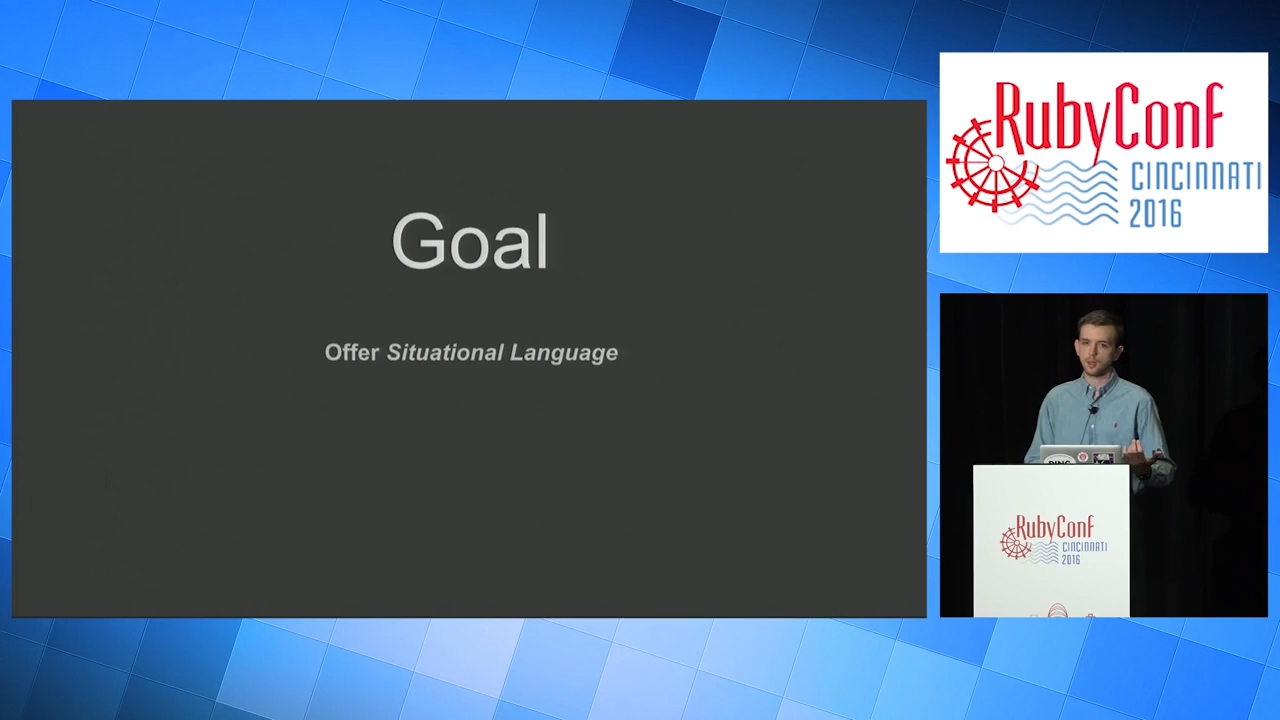 Goal
Offer Situational Language
RubyConf
CINCINNATI
2016
RubyConf
CINCINNATI
2016